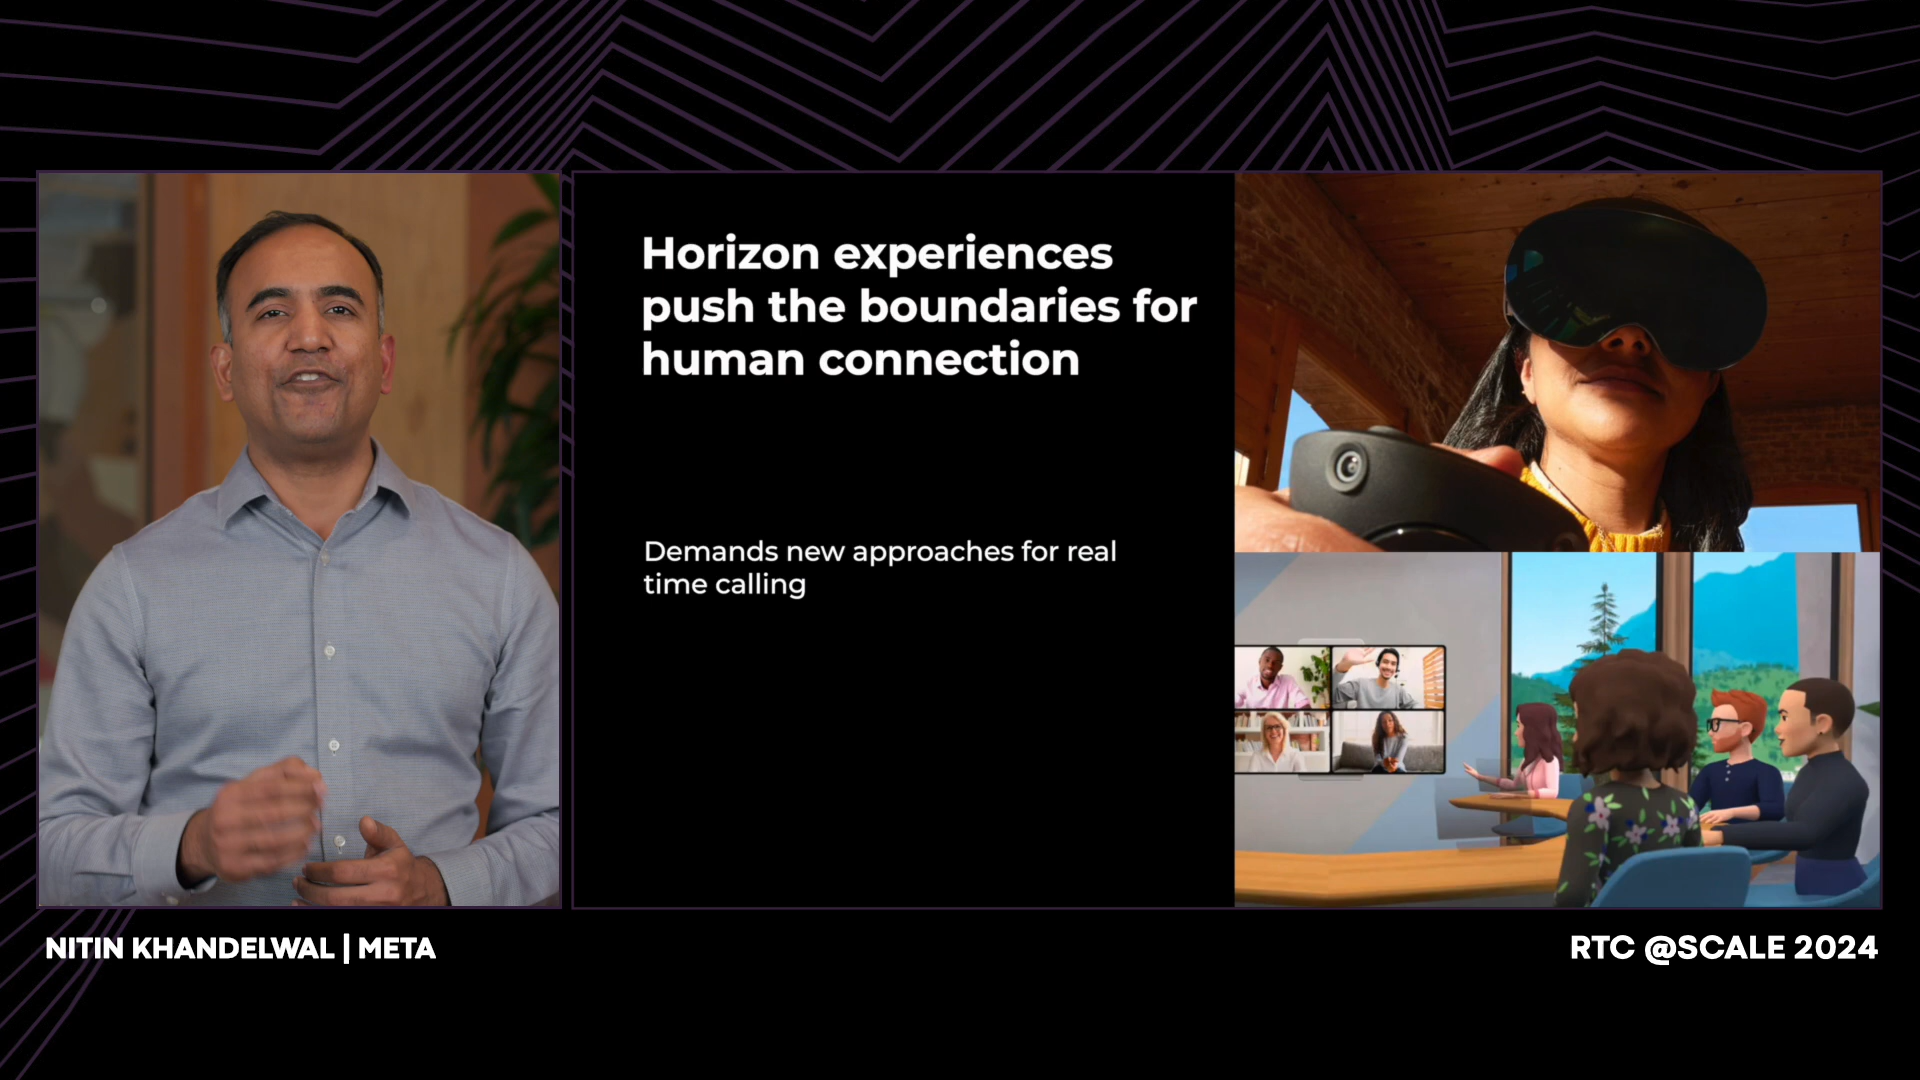 Horizon experiences
push the boundaries for
human connection
Demands new approaches for real
time calling
NITIN KHANDELWAL | META
RTC @SCALE 2024